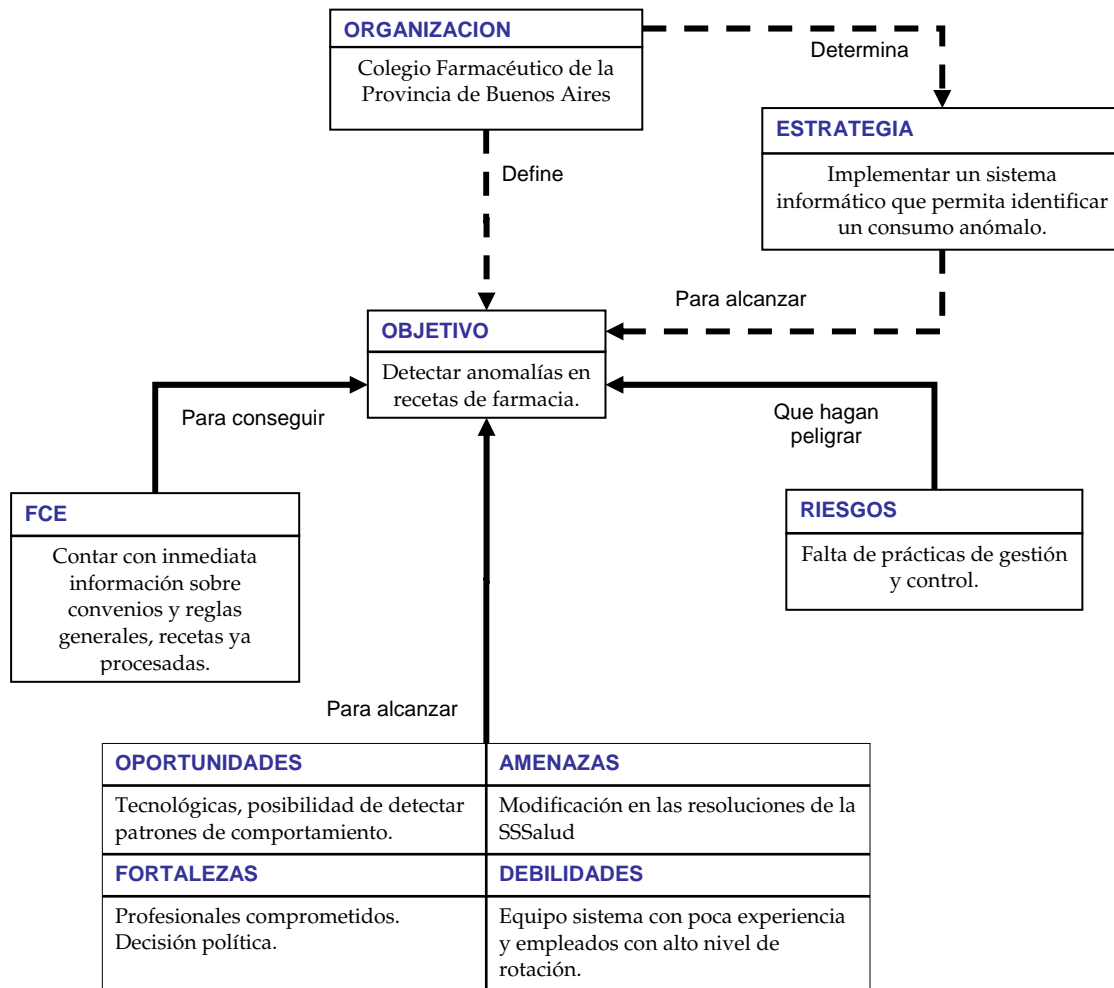 ORGANIZACION
Colegio Farmacéutico de la
Provincia de Buenos Aires
Determina
ESTRATEGIA
Implementar un sistema
informático que permita identificar
un consumo anómalo.
Define
Para alcanzar
OBJETIVO
Detectar anomalías en
recetas de farmacia.
Para conseguir
Que hagan
peligrar
FCE
Contar con inmediata
información sobre
convenios y reglas
generales, recetas ya
procesadas.
RIESGOS
Falta de prácticas de gestión
y control.
Para alcanzar
OPORTUNIDADES
Tecnológicas, posibilidad de detectar
patrones de comportamiento.
AMENAZAS
Modificación en las resoluciones de la
SSSalud
FORTALEZAS
Profesionales comprometidos.
Decisión política.
DEBILIDADES
Equipo sistema con poca experiencia
y empleados con alto nivel de
rotación.